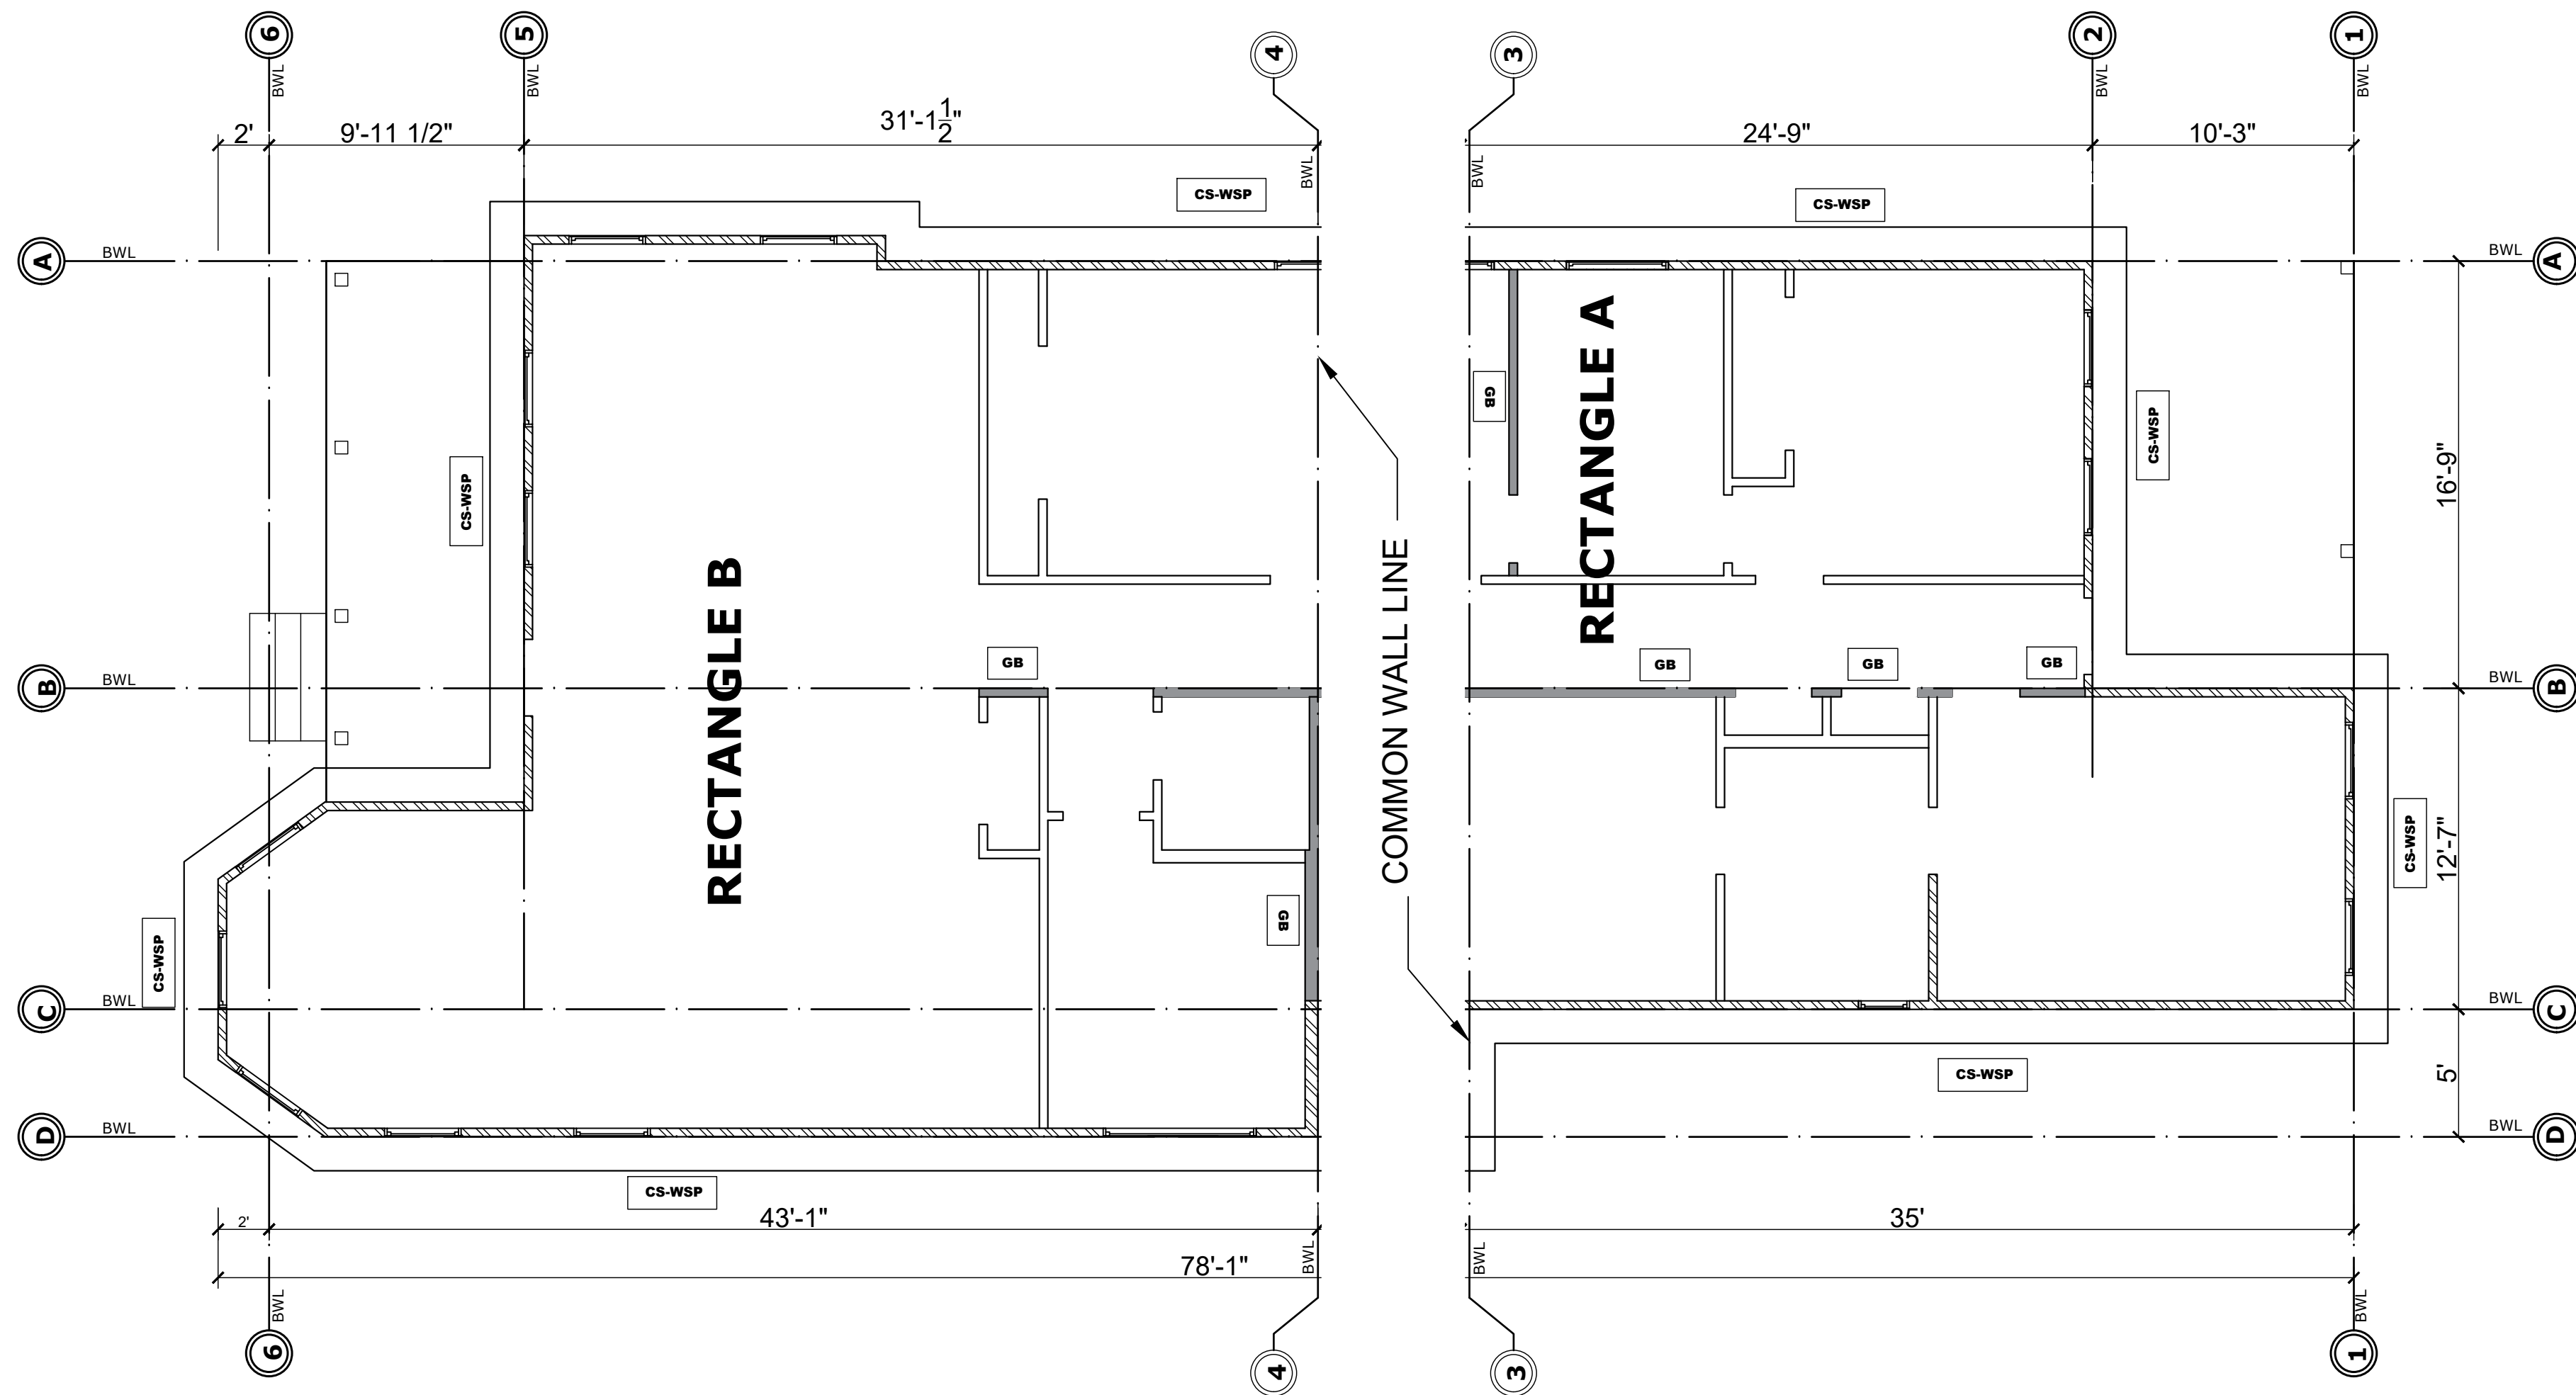 6
5
4
3
2
1
BWL
BWL
BWL
BWL
BWL
BWL
2'
9'-11 1/2"
31'-1 1/2"
24'-9"
10'-3"
CS-WSP
CS-WSP
A
BWL
BWL
A
GB
RECTANGLE A
CS-WSP
CS-WSP
16'-9"
RECTANGLE B
COMMON WALL LINE
GB
GB
GB
GB
B
BWL
BWL
B
CS-WSP
12'-7"
GB
CS-WSP
C
BWL
BWL
C
CS-WSP
5'
D
BWL
BWL
D
CS-WSP
2'
43'-1"
35'
78'-1"
BWL
BWL
BWL
BWL
6
4
3
1